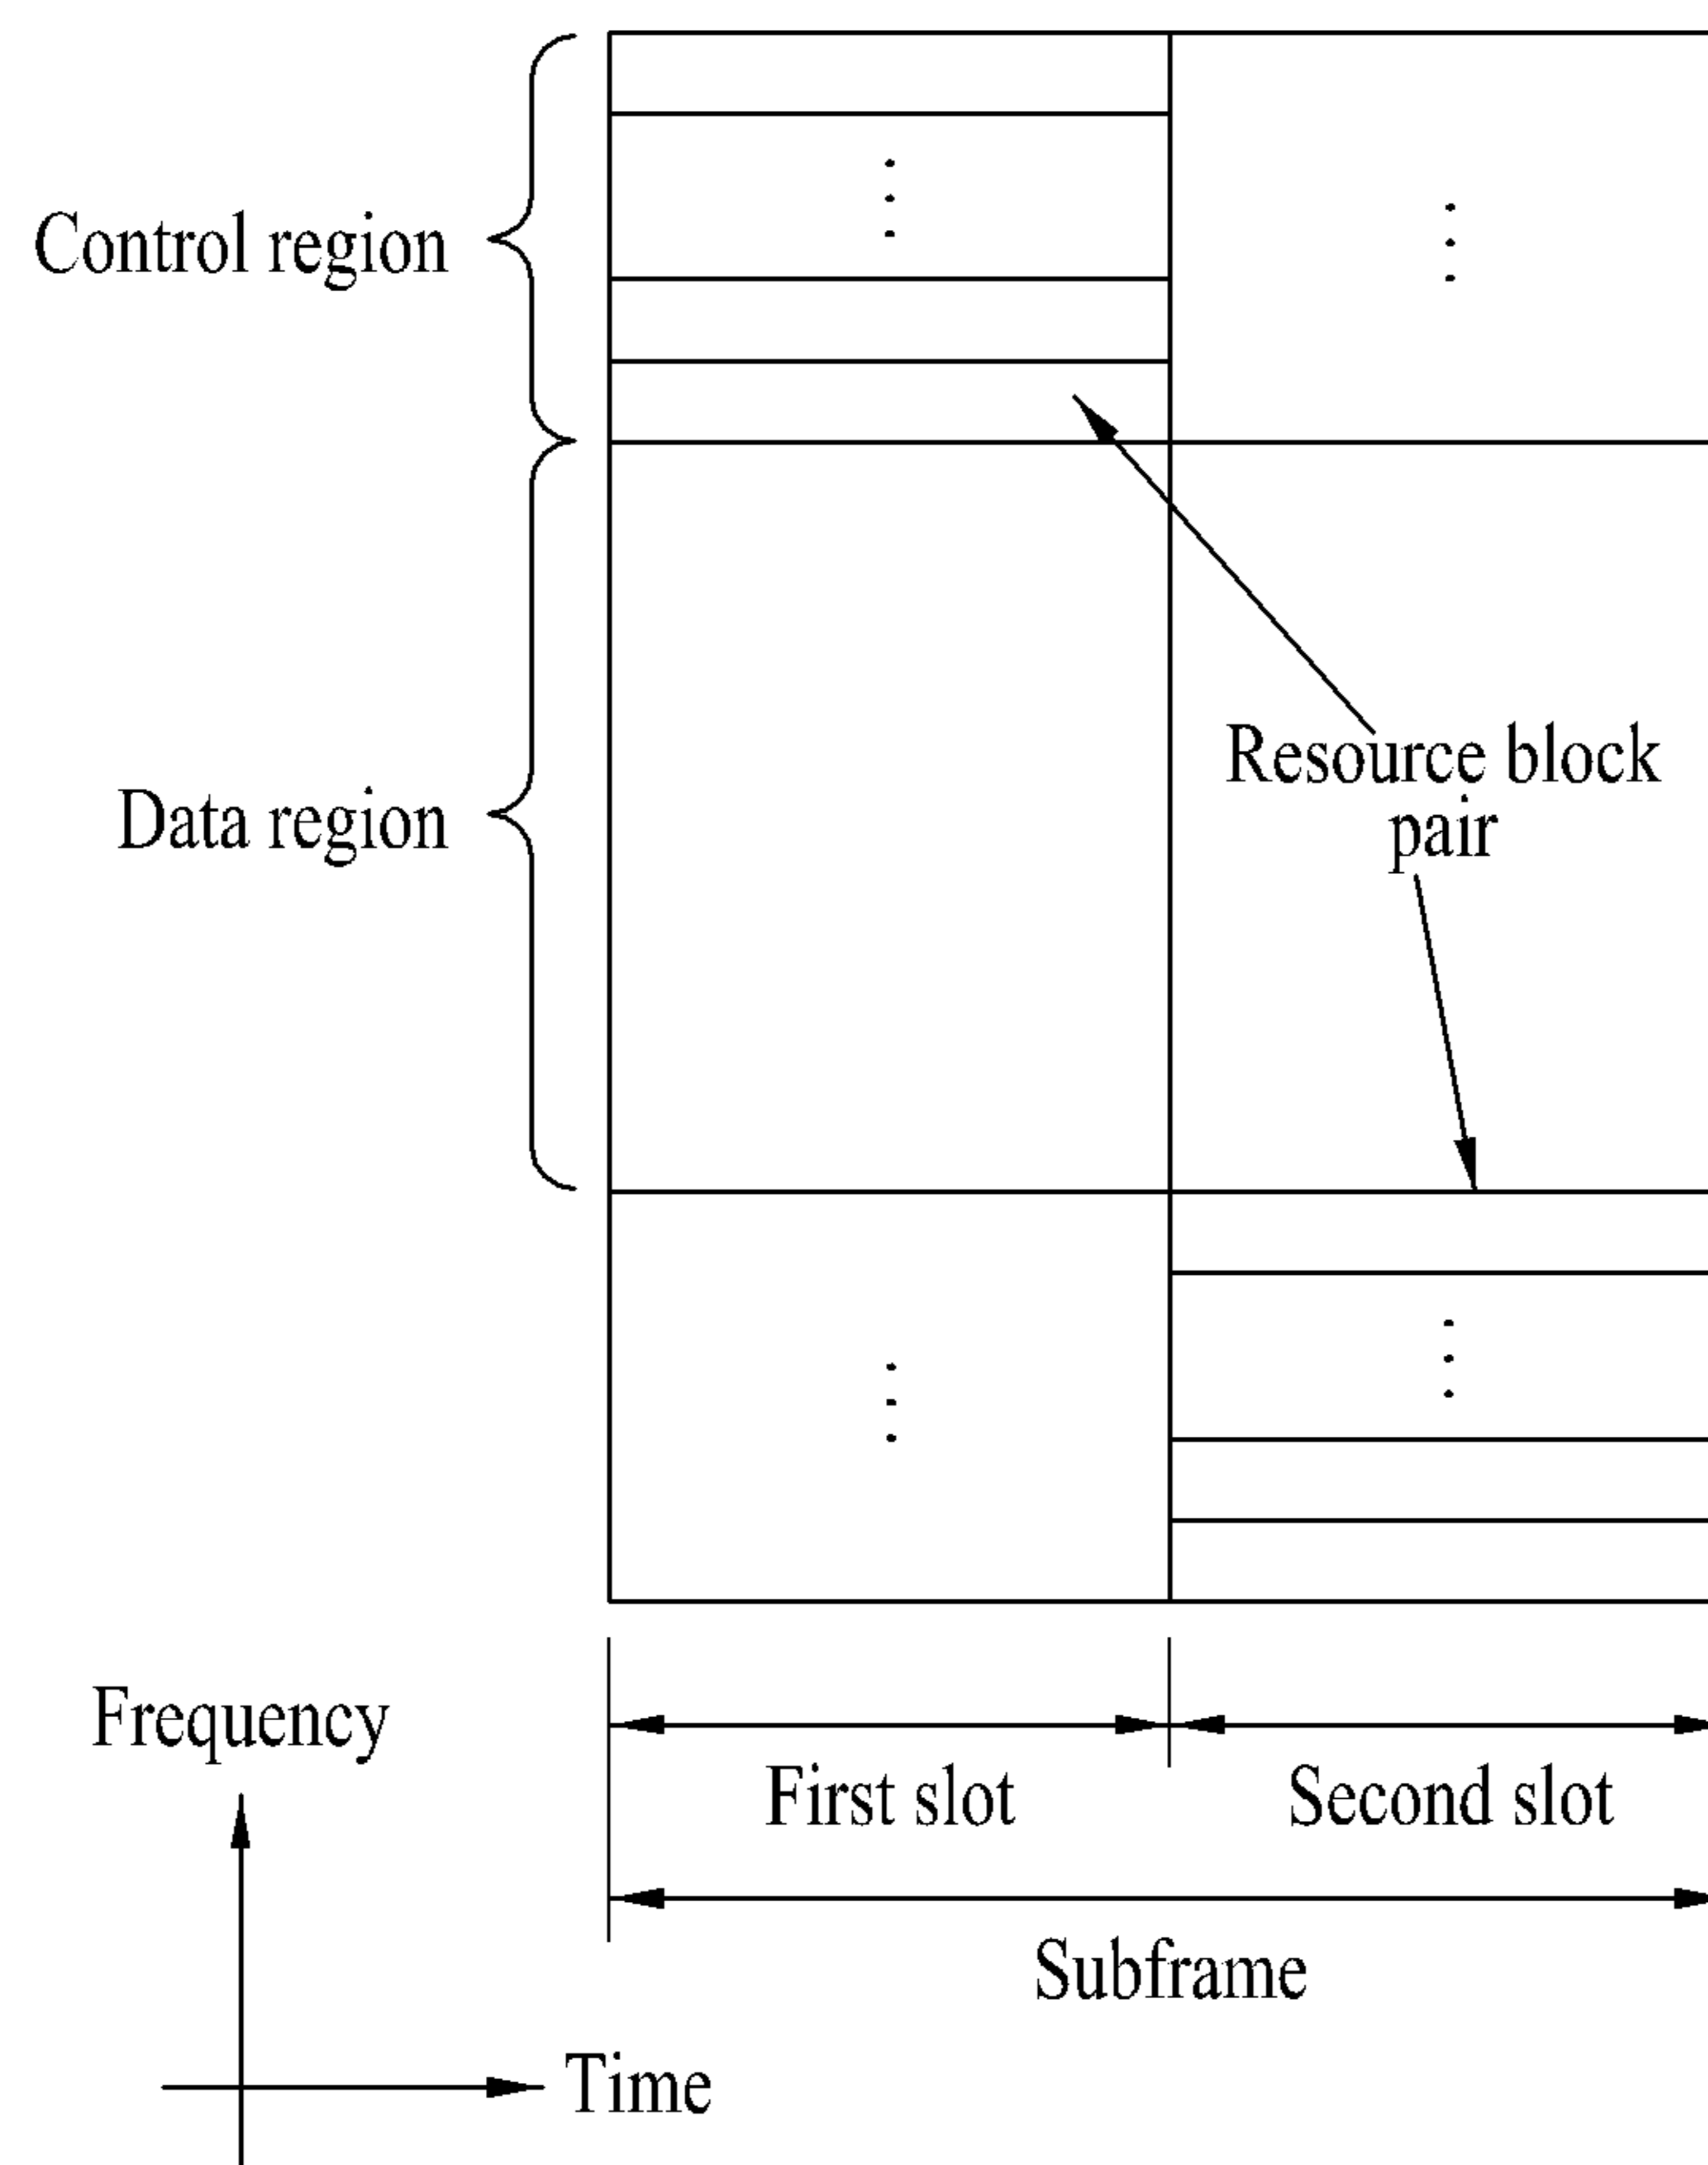 Control region
Data region
Resource block
pair
Frequency
First slot
Second slot
Subframe
Time